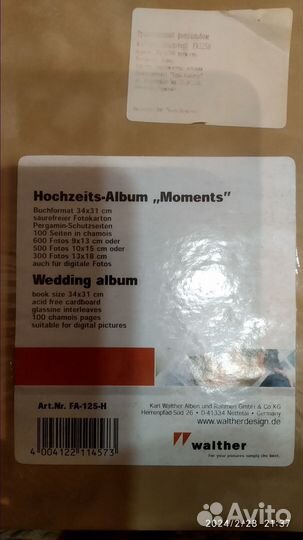 Hochzeits-Album „Moments"
Buchformat 34x31 cm
saurefreier Fotokarton
Pergamin-Schutzseiten
100 Seiten in chamois
600 Fotos 9x13 cm oder
500 Fotos 10x15 cm oder
300 Fotos 13x18 cm
auch für digitale Fotos
Wedding album
book size 34x31 cm
acid free cardboard
glassine interleaves
100 chamois pages
suitable for digital pictures
Art.Nr. FA-125-H
4 004122 114573
Karl Walther Alben und Rahmen GmbH & Co KG
Herrenpfad Süd 26 • D-41334 Nettetal • Germany
www.waltherdesign.de
walther
For your pictures simply the best.
Avito
2024/2/23 21:37